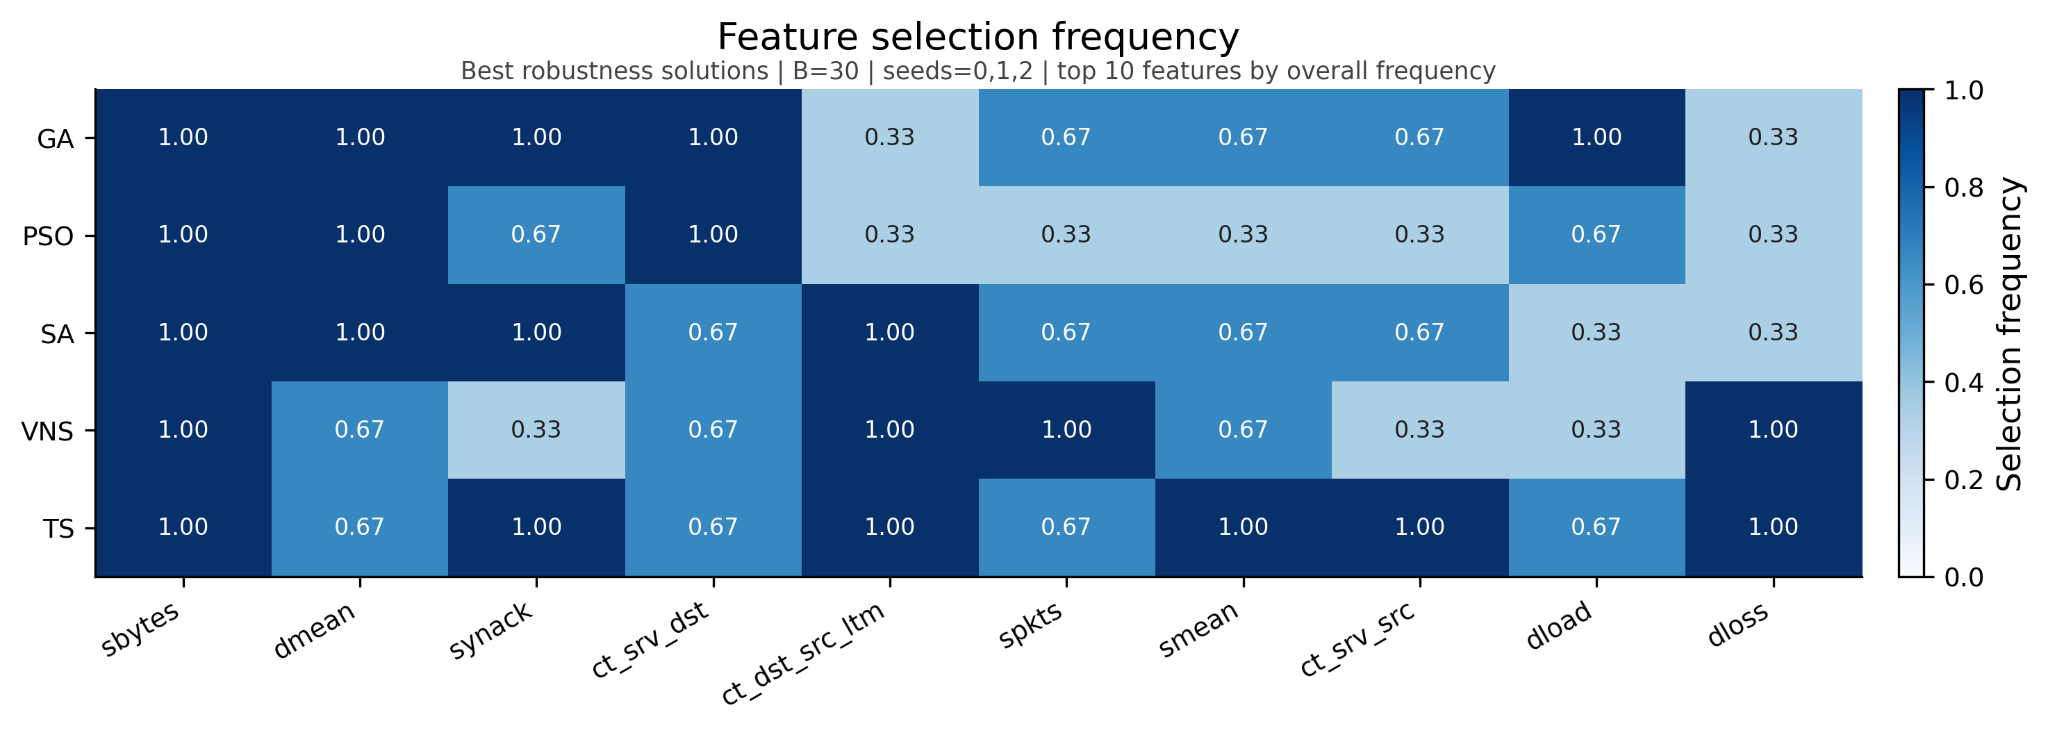 Feature selection frequency
Best robustness solutions | B=30 | seeds=0,1,2 | top 10 features by overall frequency
GA 1.00 1.00 1.00 1.00 0.33 0.67 0.67 0.67 1.00 0.33
PSO 1.00 1.00 0.67 1.00 0.33 0.33 0.33 0.33 0.67 0.33
SA 1.00 1.00 1.00 0.67 1.00 0.67 0.67 0.67 0.33 0.33
VNS 1.00 0.67 0.33 0.67 1.00 1.00 0.67 0.33 0.33 1.00
TS 1.00 0.67 1.00 0.67 1.00 0.67 1.00 1.00 0.67 1.00
sbytes dmean synack ct_srv_dst ct_dst_src_ltm spkts smean ct_srv_src dload dloss
1.0
0.8
0.6
0.4
0.2
0.0
Selection frequency